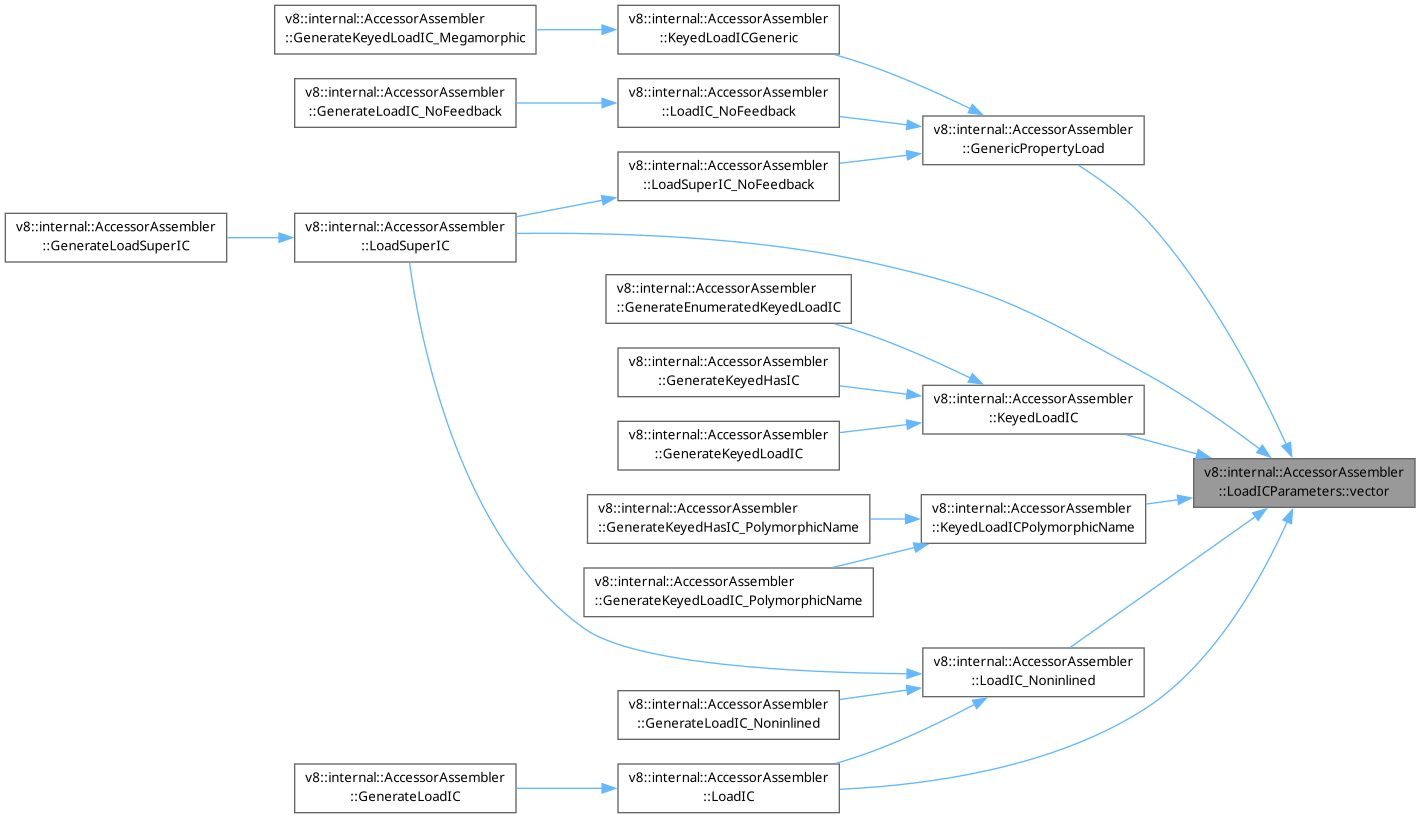 v8::internal::AccessorAssembler
::GenerateKeyedLoadIC_Megamorphic
v8::internal::AccessorAssembler
::KeyedLoadICGeneric
v8::internal::AccessorAssembler
::GenerateLoadIC_NoFeedback
v8::internal::AccessorAssembler
::LoadIC_NoFeedback
v8::internal::AccessorAssembler
::GenericPropertyLoad
v8::internal::AccessorAssembler
::LoadSuperIC_NoFeedback
v8::internal::AccessorAssembler
::GenerateLoadSuperIC
v8::internal::AccessorAssembler
::LoadSuperIC
v8::internal::AccessorAssembler
::GenerateEnumeratedKeyedLoadIC
v8::internal::AccessorAssembler
::GenerateKeyedHasIC
v8::internal::AccessorAssembler
::KeyedLoadIC
v8::internal::AccessorAssembler
::GenerateKeyedLoadIC
v8::internal::AccessorAssembler
::LoadICParameters::vector
v8::internal::AccessorAssembler
::GenerateKeyedHasIC_PolymorphicName
v8::internal::AccessorAssembler
::KeyedLoadICPolymorphicName
v8::internal::AccessorAssembler
::GenerateKeyedLoadIC_PolymorphicName
v8::internal::AccessorAssembler
::LoadIC_Noninlined
v8::internal::AccessorAssembler
::GenerateLoadIC_Noninlined
v8::internal::AccessorAssembler
::GenerateLoadIC
v8::internal::AccessorAssembler
::LoadIC